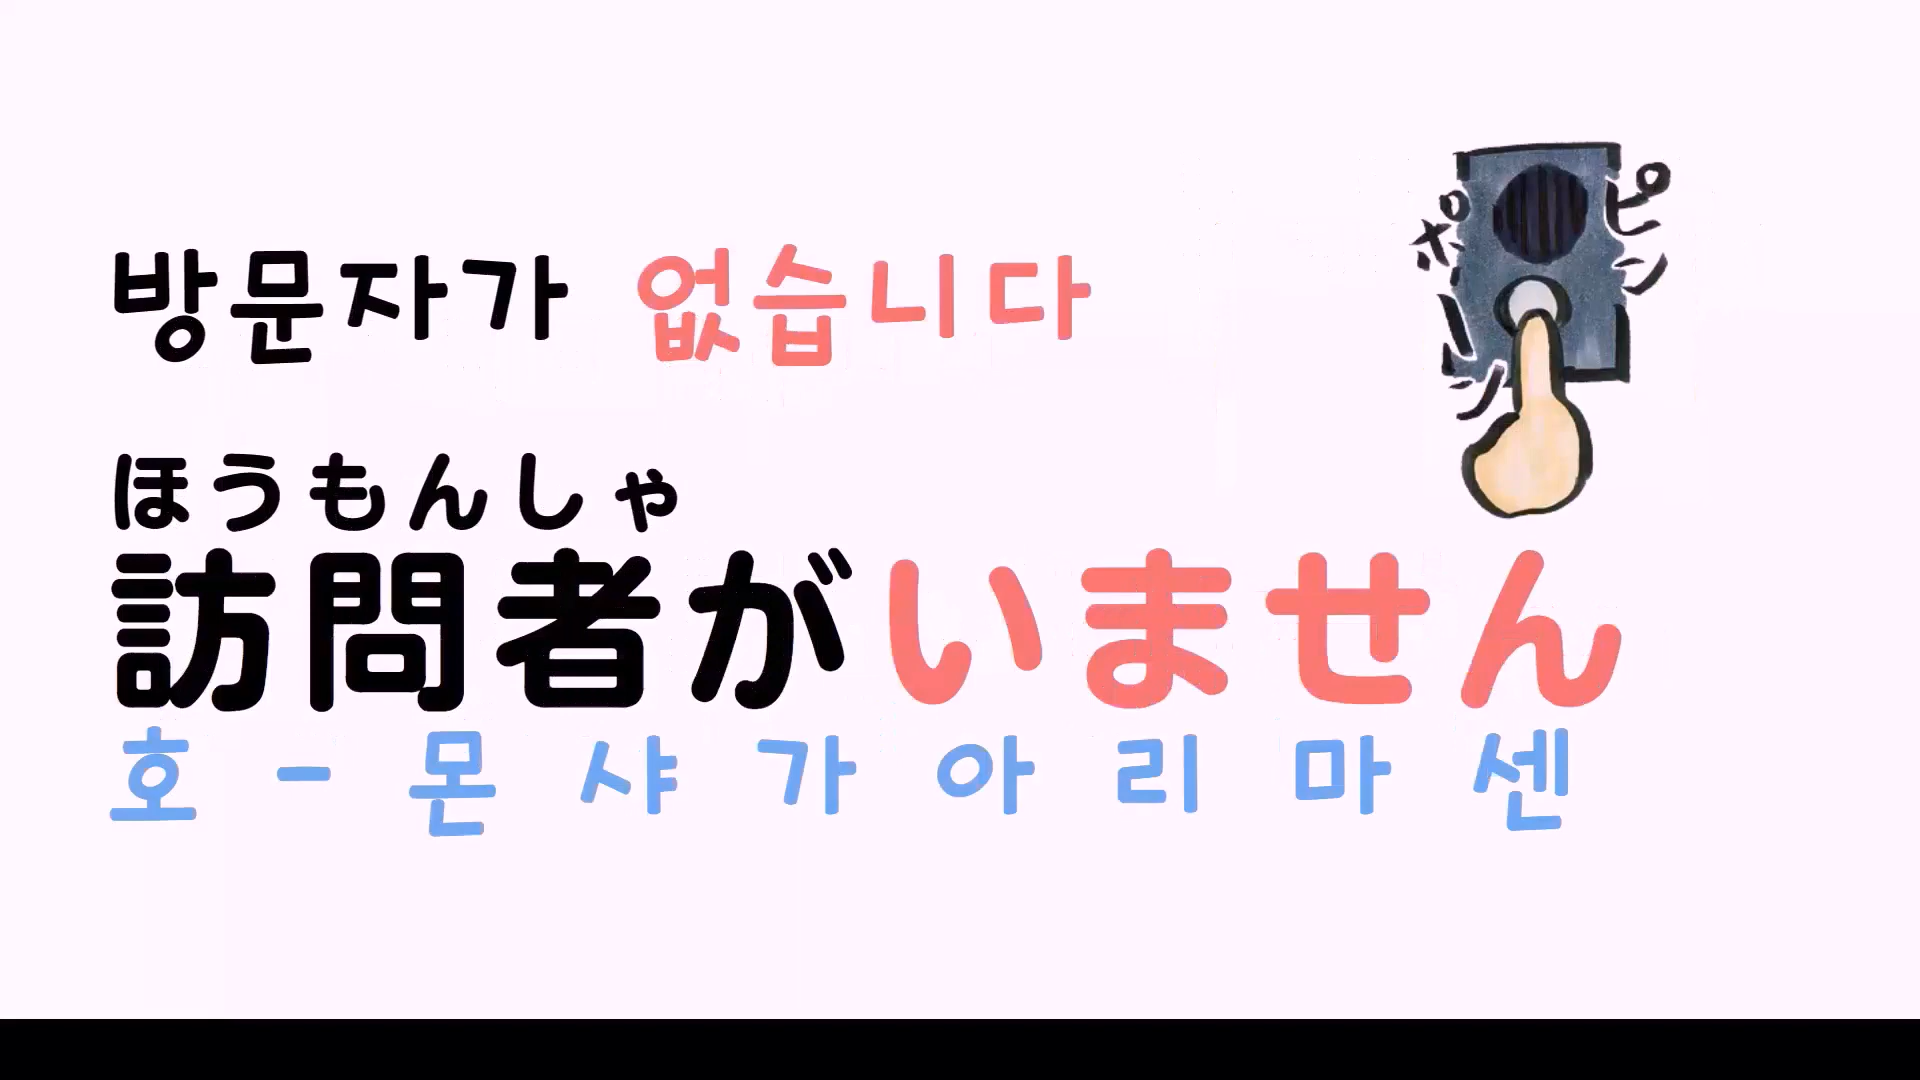 방문자가 없습니다
ほうもんしゃ
訪問者がいません
호-몬샤가아리마센
ピン
ポーン